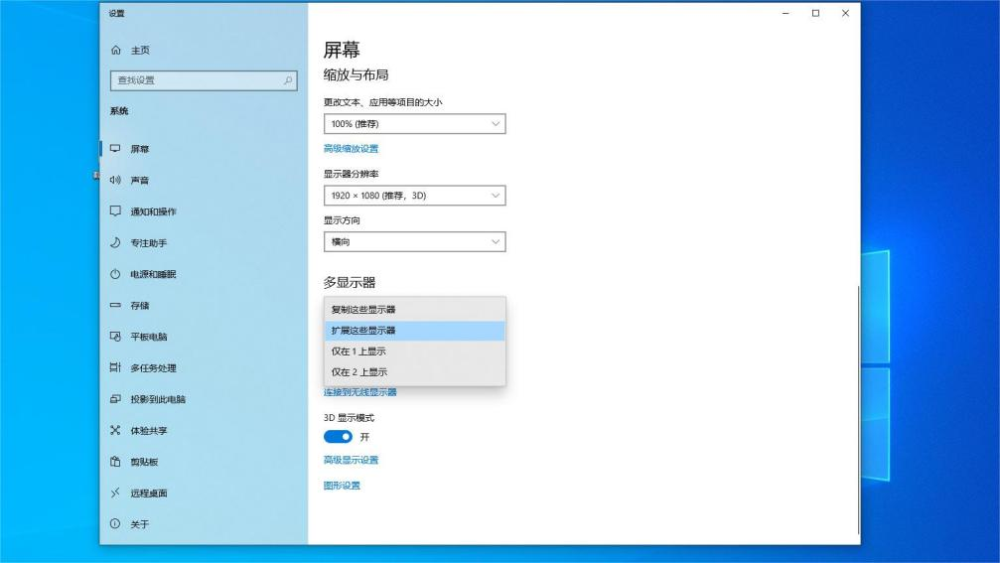 设置
主页
查找设置
系统
屏幕
声音
通知和操作
专注助手
电源和睡眠
存储
平板电脑
多任务处理
投影到此电脑
体验共享
剪贴板
远程桌面
关于
屏幕
缩放与布局
更改文本、应用等项目的大小
100% (推荐)
高级缩放设置
显示器分辨率
1920 × 1080 (推荐，3D)
显示方向
横向
多显示器
复制这些显示器
扩展这些显示器
仅在 1 上显示
仅在 2 上显示
连接到无线显示器
3D 显示模式
开
高级显示设置
图形设置